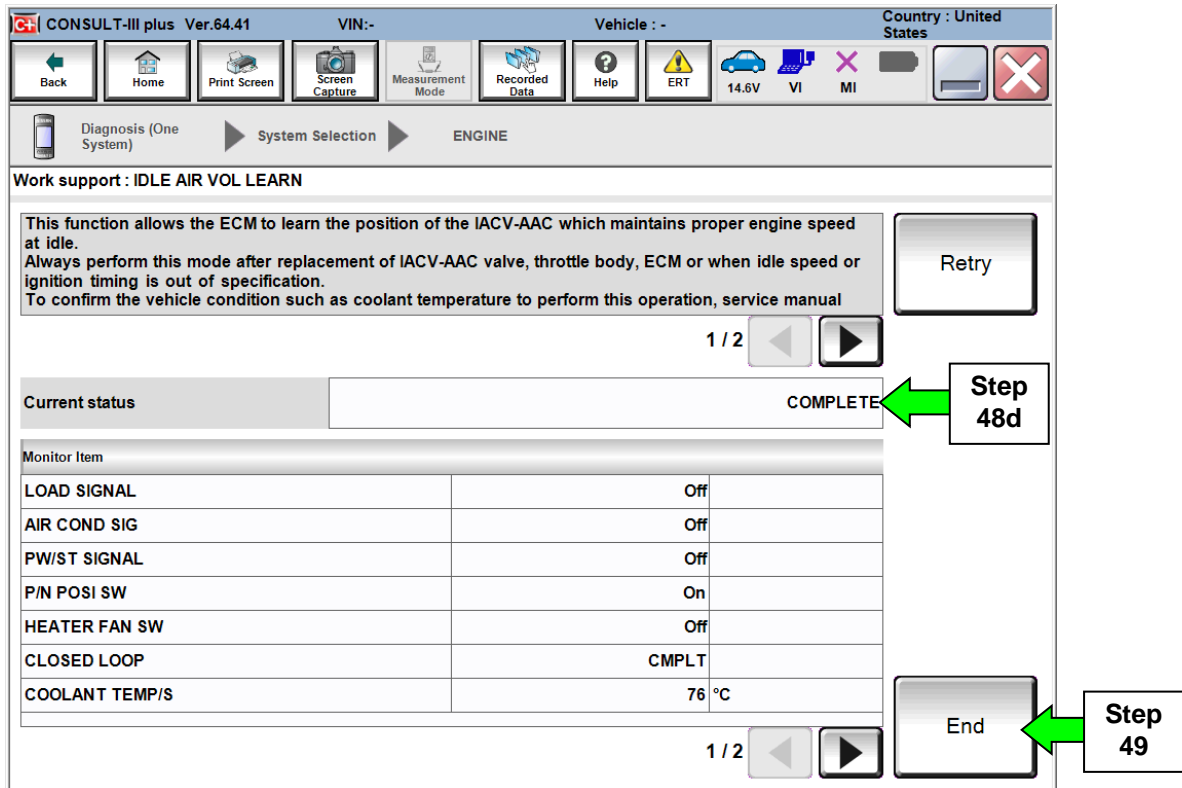 CONSULT-III plus Ver.64.41 VIN:- Vehicle : - Country : United
States
Back Home Print Screen Screen Capture Measurement Mode Recorded Data Help ERT 14.6V VI MI
Diagnosis (One
System) System Selection ENGINE
Work support : IDLE AIR VOL LEARN
This function allows the ECM to learn the position of the IACV-AAC which maintains proper engine speed
at idle.
Always perform this mode after replacement of IACV-AAC valve, throttle body, ECM or when idle speed or
ignition timing is out of specification.
To confirm the vehicle condition such as coolant temperature to perform this operation, service manual
Retry
1 / 2
Current status COMPLETE
Step
48d
Monitor Item
LOAD SIGNAL Off
AIR COND SIG Off
PW/ST SIGNAL Off
P/N POSI SW On
HEATER FAN SW Off
CLOSED LOOP CMPLT
COOLANT TEMP/S 76 °C
End
Step
49
1 / 2